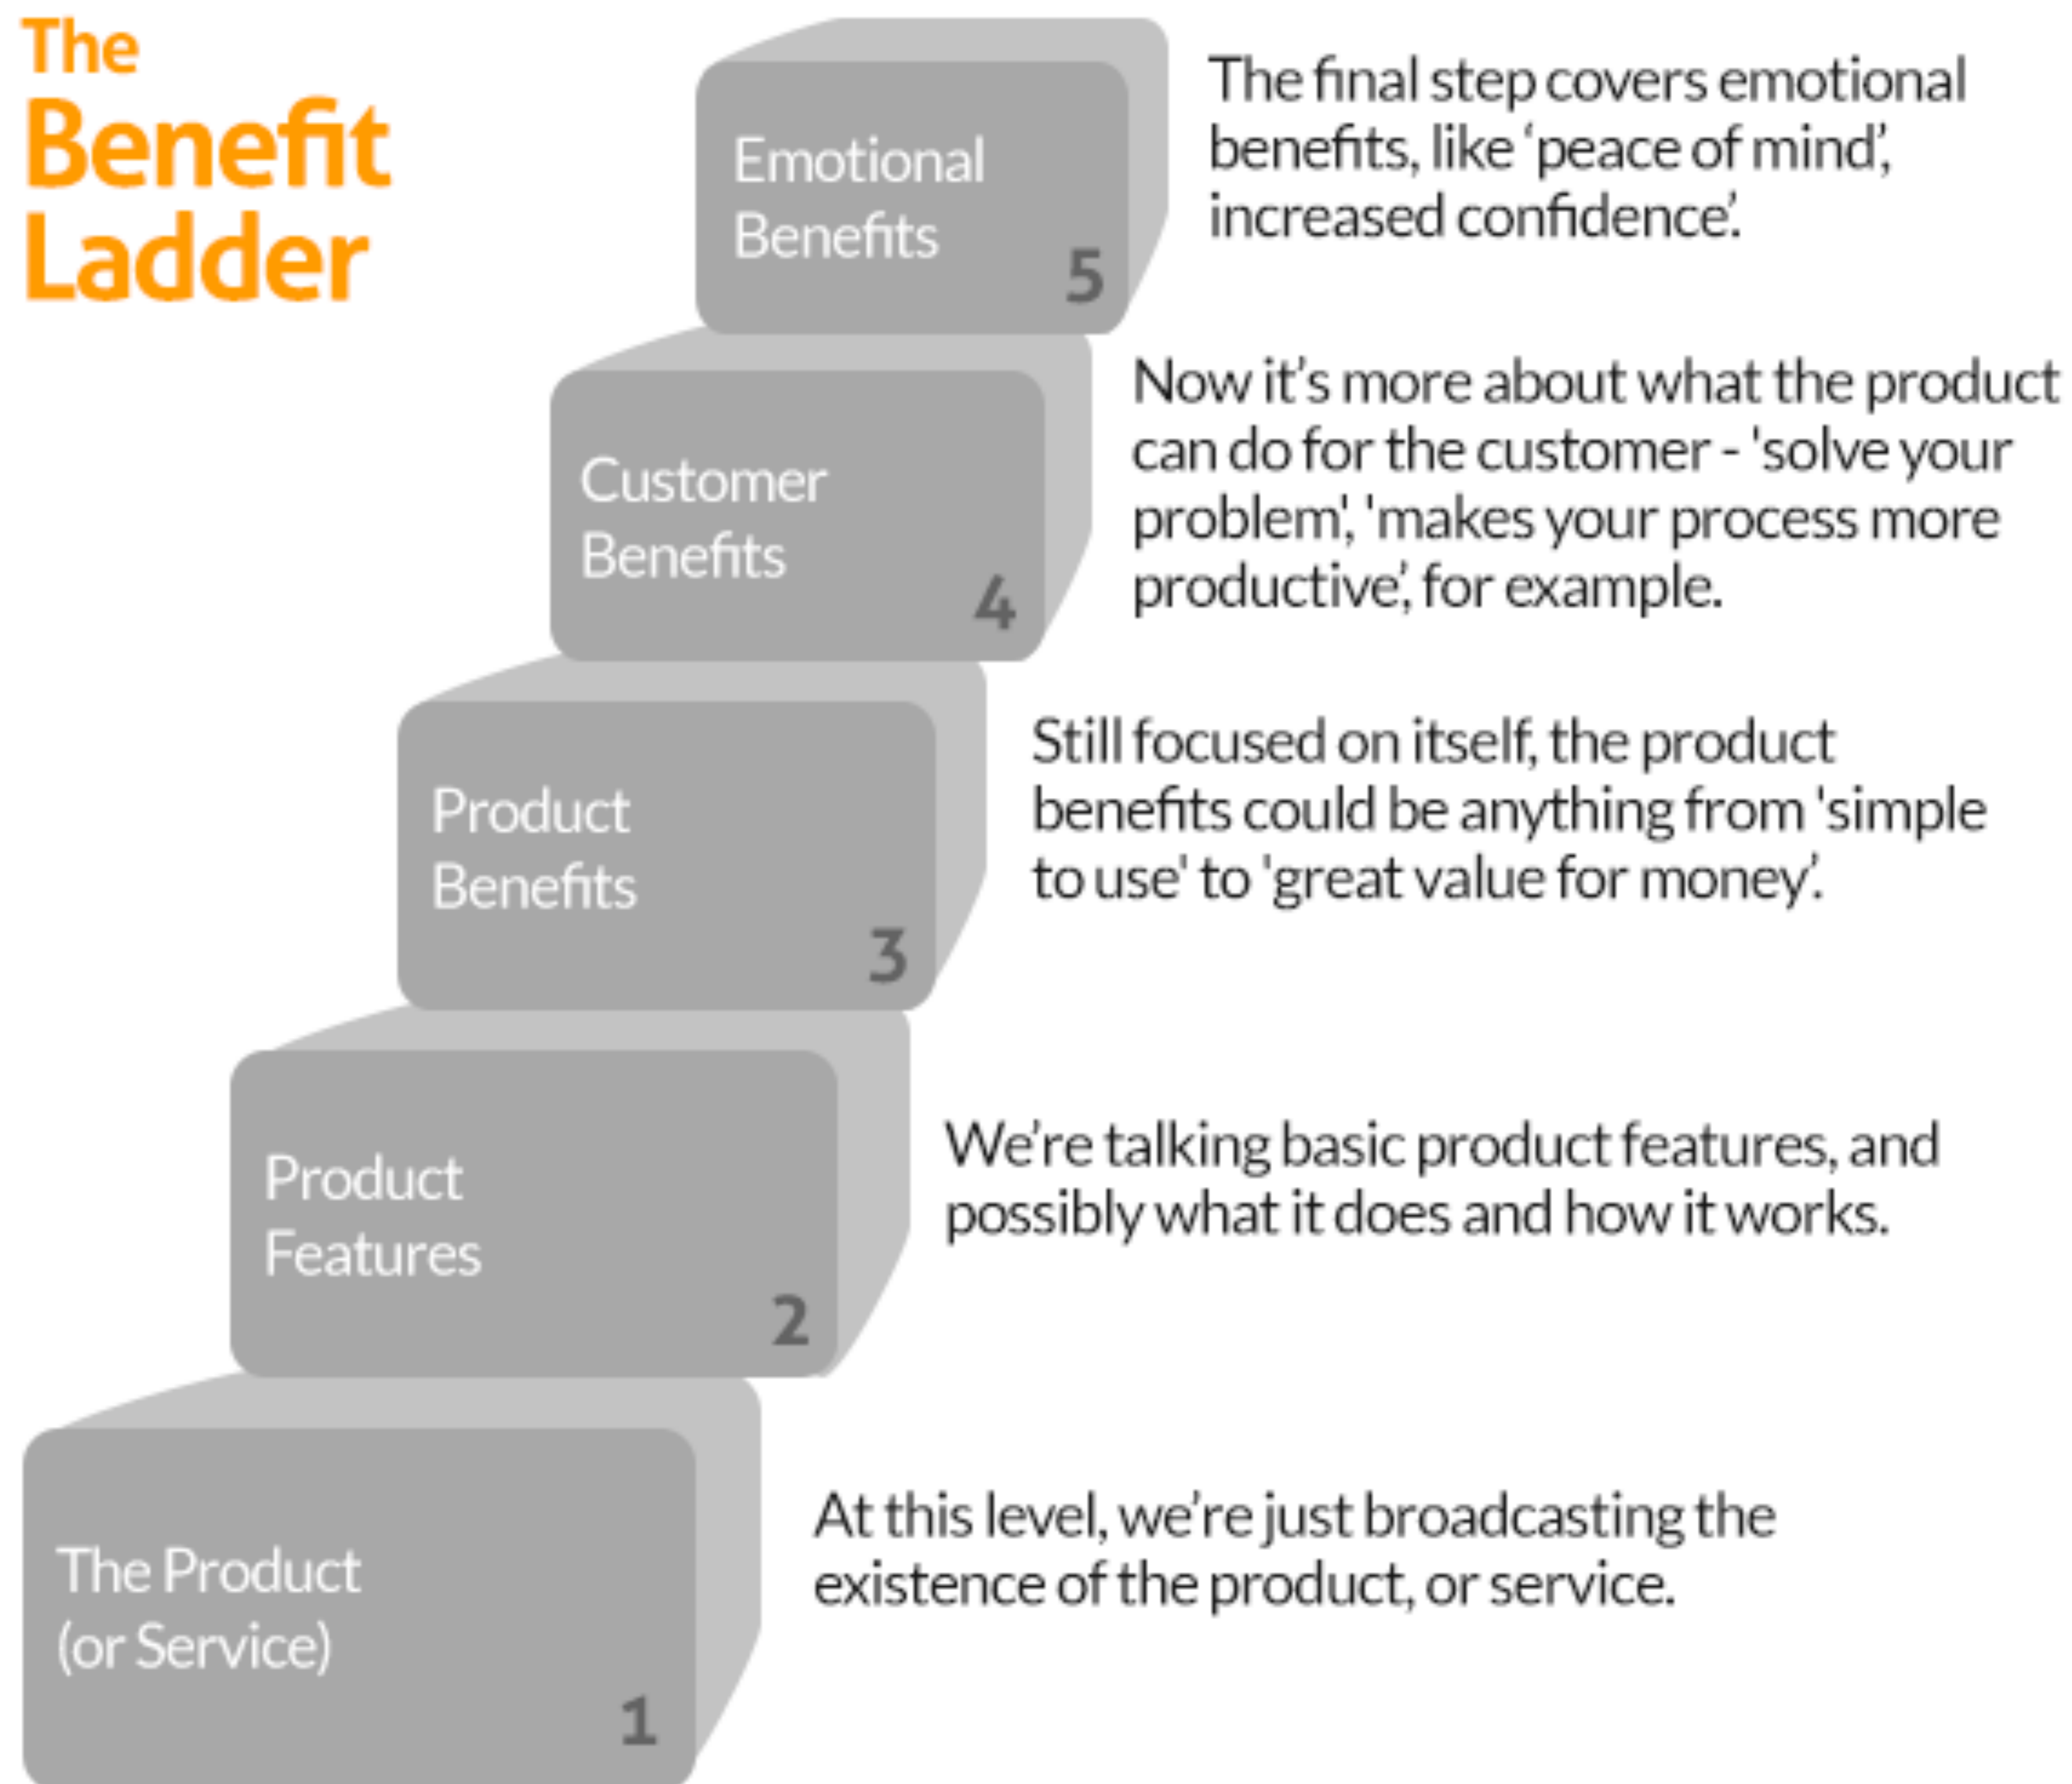 The
Benefit
Ladder
Emotional
Benefits
5
The final step covers emotional
benefits, like ‘peace of mind’,
increased confidence’.
Customer
Benefits
4
Now it’s more about what the product
can do for the customer - 'solve your
problem', 'makes your process more
productive’, for example.
Product
Benefits
3
Still focused on itself, the product
benefits could be anything from 'simple
to use' to 'great value for money’.
Product
Features
2
We’re talking basic product features, and
possibly what it does and how it works.
The Product
(or Service)
1
At this level, we’re just broadcasting the
existence of the product, or service.